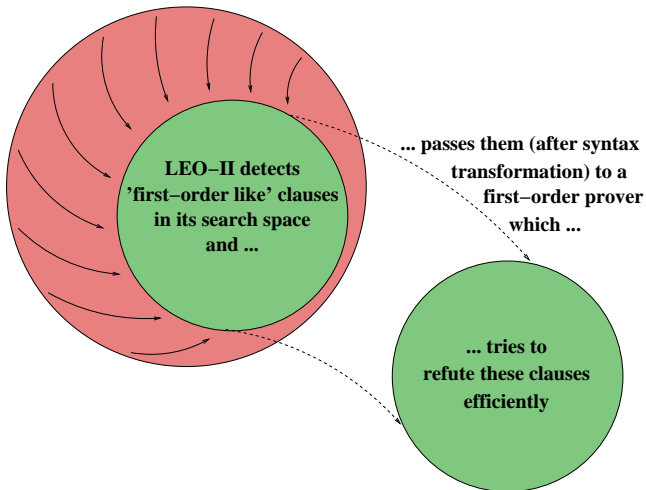 LEO−II detects
’first−order like’ clauses
in its search space
and ...
... passes them (after syntax
transformation) to a
first−order prover
which ...
... tries to
refute these clauses
efficiently